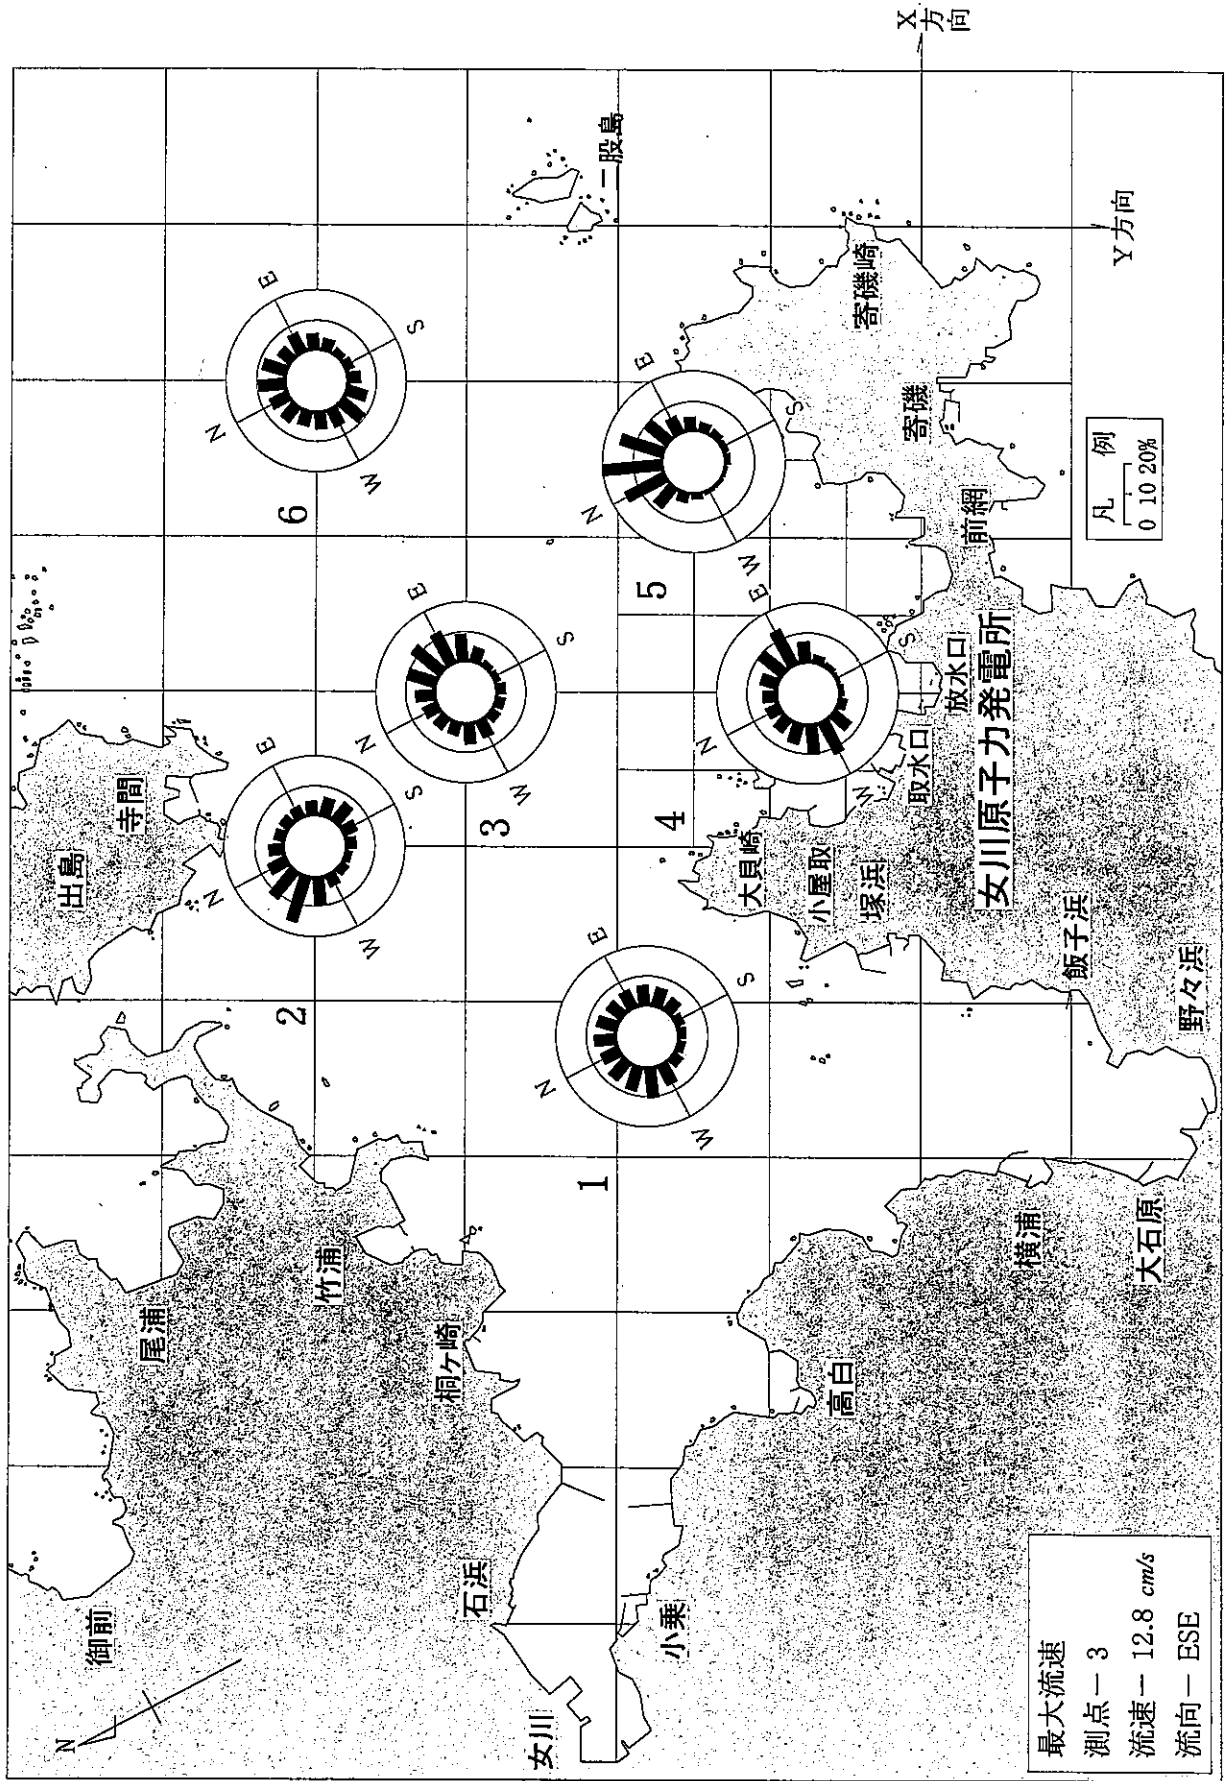 X方向
Y方向
二股島
寄磯崎
寄磯
前網
放水口
取水口
女川原子力発電所
大貝崎
小屋取
塚浜
飯子浜
野々浜
大石原
横浦
高白
小乗
女川
石浜
桐ヶ崎
竹浦
尾浦
御前
出島
寺間
N
1
N
E
S
W
2
N
E
S
W
3
N
E
S
W
4
N
E
S
W
5
N
E
S
W
6
N
E
S
W
凡 例
0 10 20%
最大流速
測点－3
流速－12.8 cm/s
流向－ESE